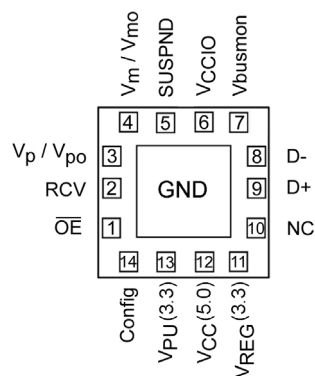 Vm / Vmo
SUSPND
VCCIO
Vbusmon
4 5 6 7
Vp / Vpo 3
8 D-
RCV 2
GND
9 D+
OE 1
10 NC
14 13 12 11
Config
VPU(3.3)
VCC(5.0)
VREG(3.3)